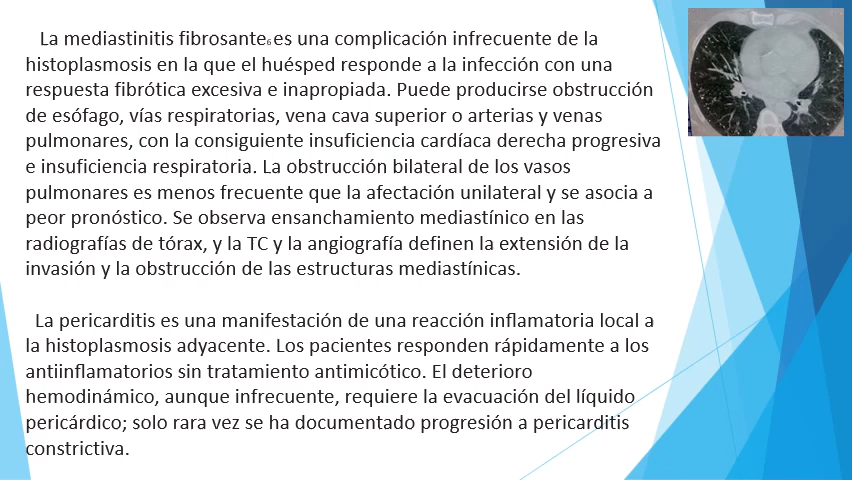 La mediastinitis fibrosante6 es una complicación infrecuente de la
histoplasmosis en la que el huésped responde a la infección con una
respuesta fibrótica excesiva e inapropiada. Puede producirse obstrucción
de esófago, vías respiratorias, vena cava superior o arterias y venas
pulmonares, con la consiguiente insuficiencia cardíaca derecha progresiva
e insuficiencia respiratoria. La obstrucción bilateral de los vasos
pulmonares es menos frecuente que la afectación unilateral y se asocia a
peor pronóstico. Se observa ensanchamiento mediastínico en las
radiografías de tórax, y la TC y la angiografía definen la extensión de la
invasión y la obstrucción de las estructuras mediastínicas.
La pericarditis es una manifestación de una reacción inflamatoria local a
la histoplasmosis adyacente. Los pacientes responden rápidamente a los
antiinflamatorios sin tratamiento antimicótico. El deterioro
hemodinámico, aunque infrecuente, requiere la evacuación del líquido
pericárdico; solo rara vez se ha documentado progresión a pericarditis
constrictiva.